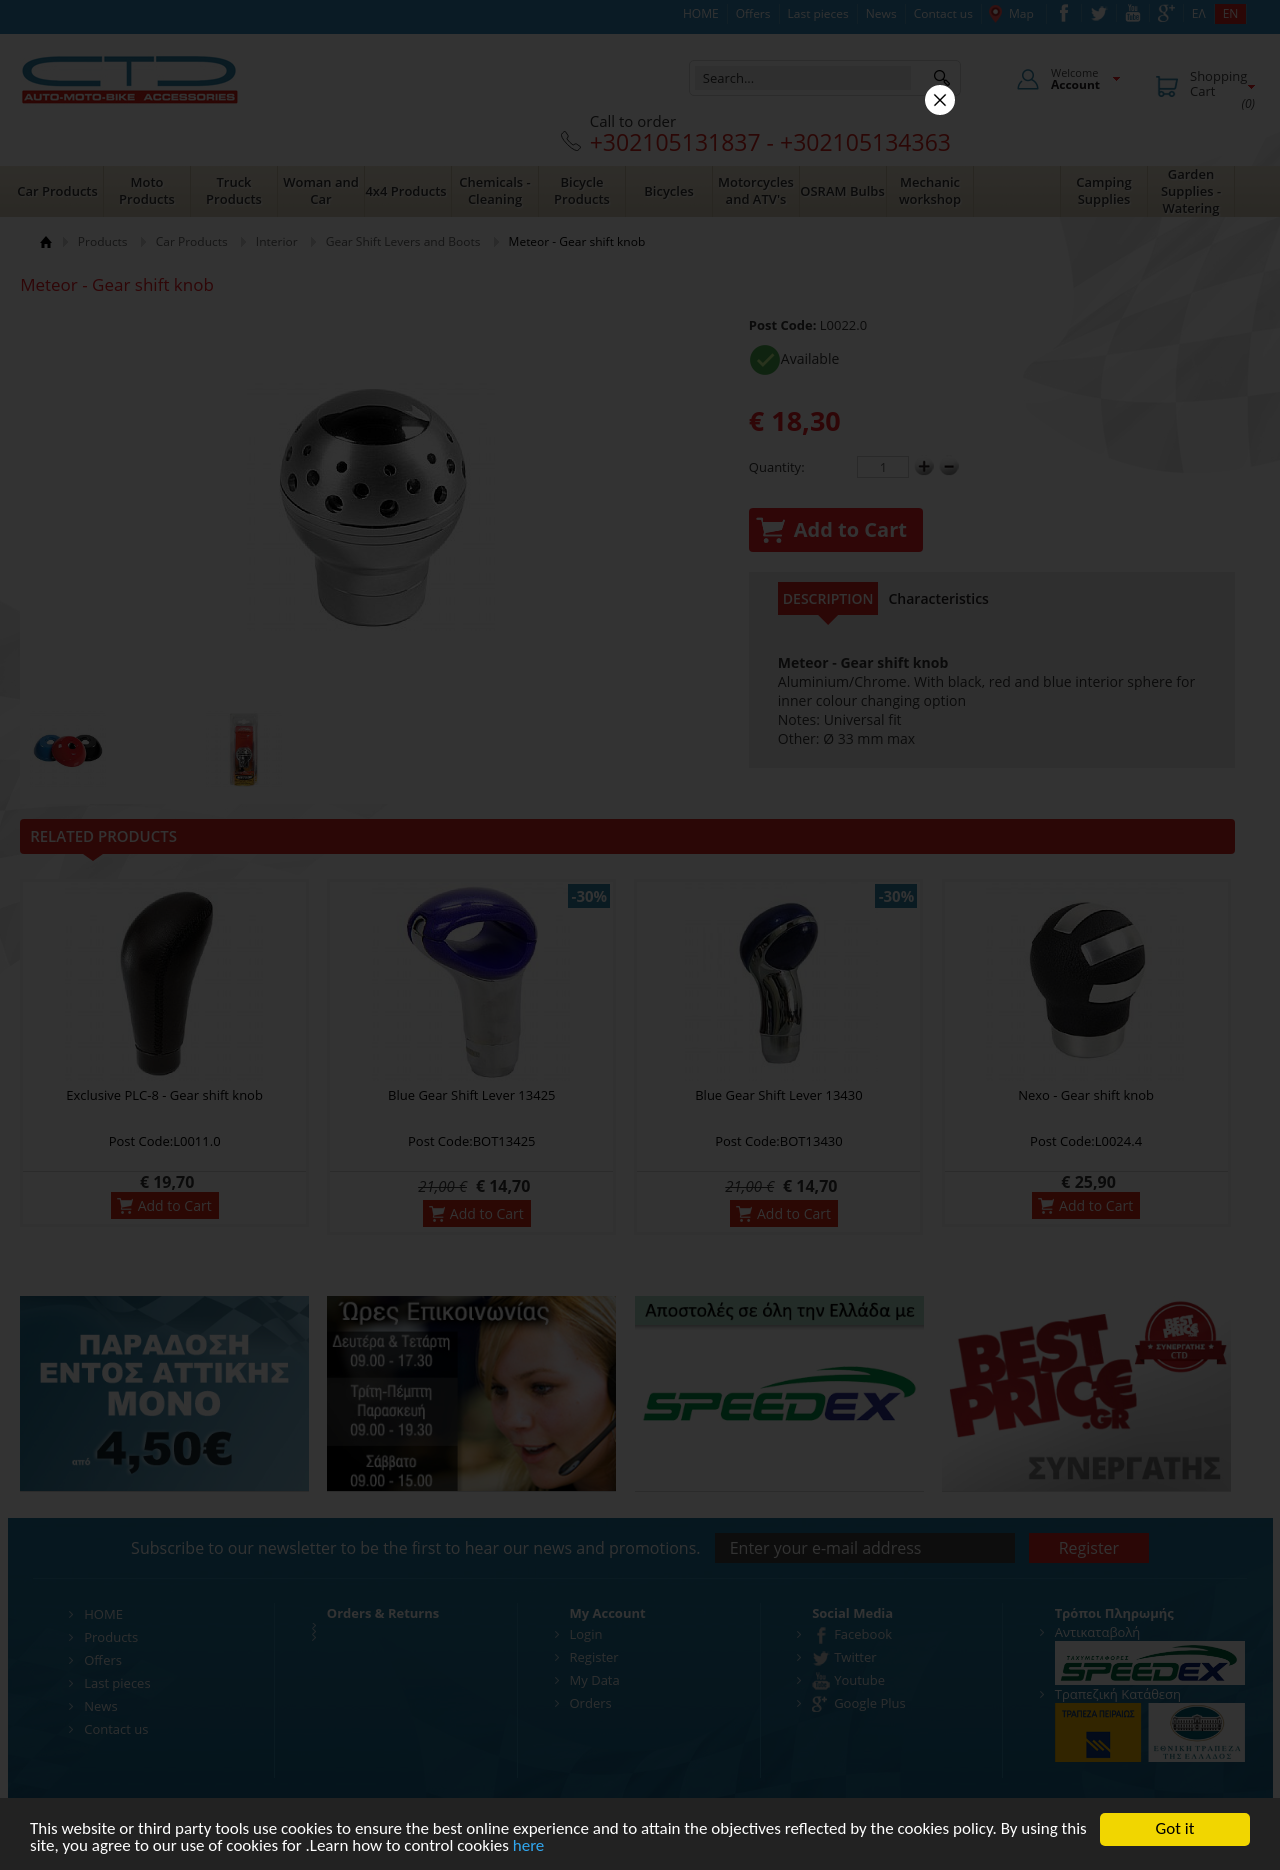 HOME Offers Last pieces News Contact us Map ΕΛ EN
CTD
AUTO-MOTO-BIKE ACCESSORIES
Search...
Welcome
Account
Shopping
Cart
(0)
Call to order
+302105131837 - +302105134363
Car Products
Moto
Products
Truck
Products
Woman and
Car
4x4 Products
Chemicals -
Cleaning
Bicycle
Products
Bicycles
Motorcycles
and ATV's
OSRAM Bulbs
Mechanic
workshop
Camping
Supplies
Garden
Supplies -
Watering
Products Car Products Interior Gear Shift Levers and Boots Meteor - Gear shift knob
Meteor - Gear shift knob
Post Code: L0022.0
Available
€ 18,30
Quantity: 1
Add to Cart
DESCRIPTION Characteristics
Meteor - Gear shift knob
Aluminium/Chrome. With black, red and blue interior sphere for
inner colour changing option
Notes: Universal fit
Other: Ø 33 mm max
RELATED PRODUCTS
Exclusive PLC-8 - Gear shift knob
Post Code:L0011.0
€ 19,70
Add to Cart
-30%
Blue Gear Shift Lever 13425
Post Code:BOT13425
21,00 € € 14,70
Add to Cart
-30%
Blue Gear Shift Lever 13430
Post Code:BOT13430
21,00 € € 14,70
Add to Cart
Nexo - Gear shift knob
Post Code:L0024.4
€ 25,90
Add to Cart
ΠΑΡΑΔΟΣΗ
ΕΝΤΟΣ ΑΤΤΙΚΗΣ
ΜΟΝΟ
από 4,50€
Ώρες Επικοινωνίας
Δευτέρα & Τετάρτη
09.00 - 17.30
Τρίτη-Πέμπτη
Παρασκευή
09.00 - 19.30
Σάββατο
09.00 - 15.00
Αποστολές σε όλη την Ελλάδα με
SPEEDEX
BEST
PRICE
.GR
BEST
PRICE
ΣΥΝΕΡΓΑΤΗΣ
CTD
ΣΥΝΕΡΓΑΤΗΣ
Subscribe to our newsletter to be the first to hear our news and promotions. Enter your e-mail address Register
HOME
Products
Offers
Last pieces
News
Contact us
Orders & Returns
My Account
Login
Register
My Data
Orders
Social Media
Facebook
Twitter
Youtube
Google Plus
Τρόποι Πληρωμής
Αντικαταβολή
ΤΑΧΥΜΕΤΑΦΟΡΕΣ
SPEEDEX
Τραπεζική Κατάθεση
ΤΡΑΠΕΖΑ ΠΕΙΡΑΙΩΣ
ΕΘΝΙΚΗ ΤΡΑΠΕΖΑ
ΤΗΣ ΕΛΛΑΔΟΣ
This website or third party tools use cookies to ensure the best online experience and to attain the objectives reflected by the cookies policy. By using this
site, you agree to our use of cookies for .Learn how to control cookies here
Got it